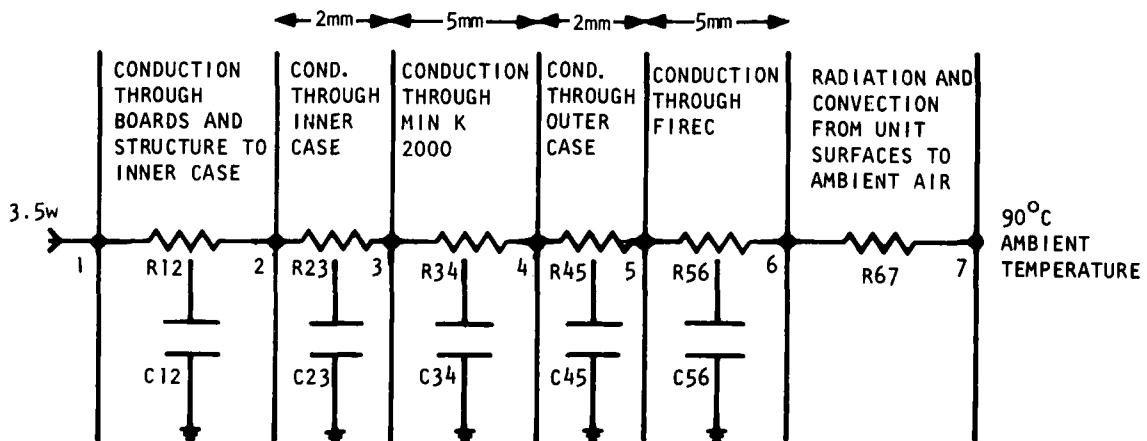 2mm
5mm
2mm
5mm
CONDUCTION
THROUGH
BOARDS AND
STRUCTURE TO
INNER CASE
COND.
THROUGH
INNER
CASE
CONDUCTION
THROUGH
MIN K
2000
COND.
THROUGH
OUTER
CASE
CONDUCTION
THROUGH
FIREC
RADIATION AND
CONVECTION
FROM UNIT
SURFACES TO
AMBIENT AIR
3.5w
90°C
AMBIENT
TEMPERATURE
1
R12
2
R23
3
R34
4
R45
5
R56
6
R67
7
C12
C23
C34
C45
C56